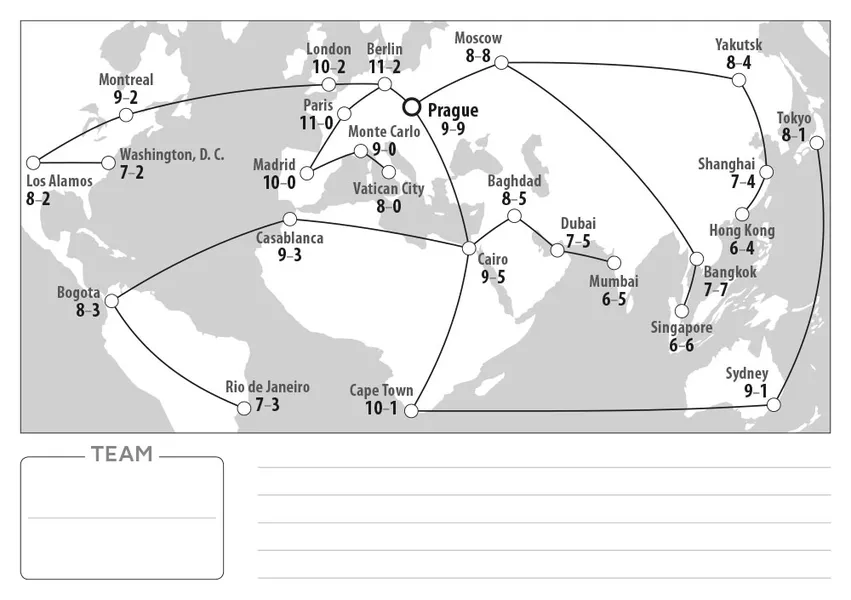 Moscow
8–8
London
10–2
Berlin
11–2
Yakutsk
8–4
Montreal
9–2
Paris
11–0
Prague
9–9
Tokyo
8–1
Monte Carlo
9–0
Washington, D. C.
7–2
Madrid
10–0
Vatican City
8–0
Shanghai
7–4
Los Alamos
8–2
Baghdad
8–5
Dubai
7–5
Hong Kong
6–4
Casablanca
9–3
Cairo
9–5
Mumbai
6–5
Bangkok
7–7
Bogota
8–3
Singapore
6–6
Rio de Janeiro
7–3
Cape Town
10–1
Sydney
9–1
TEAM